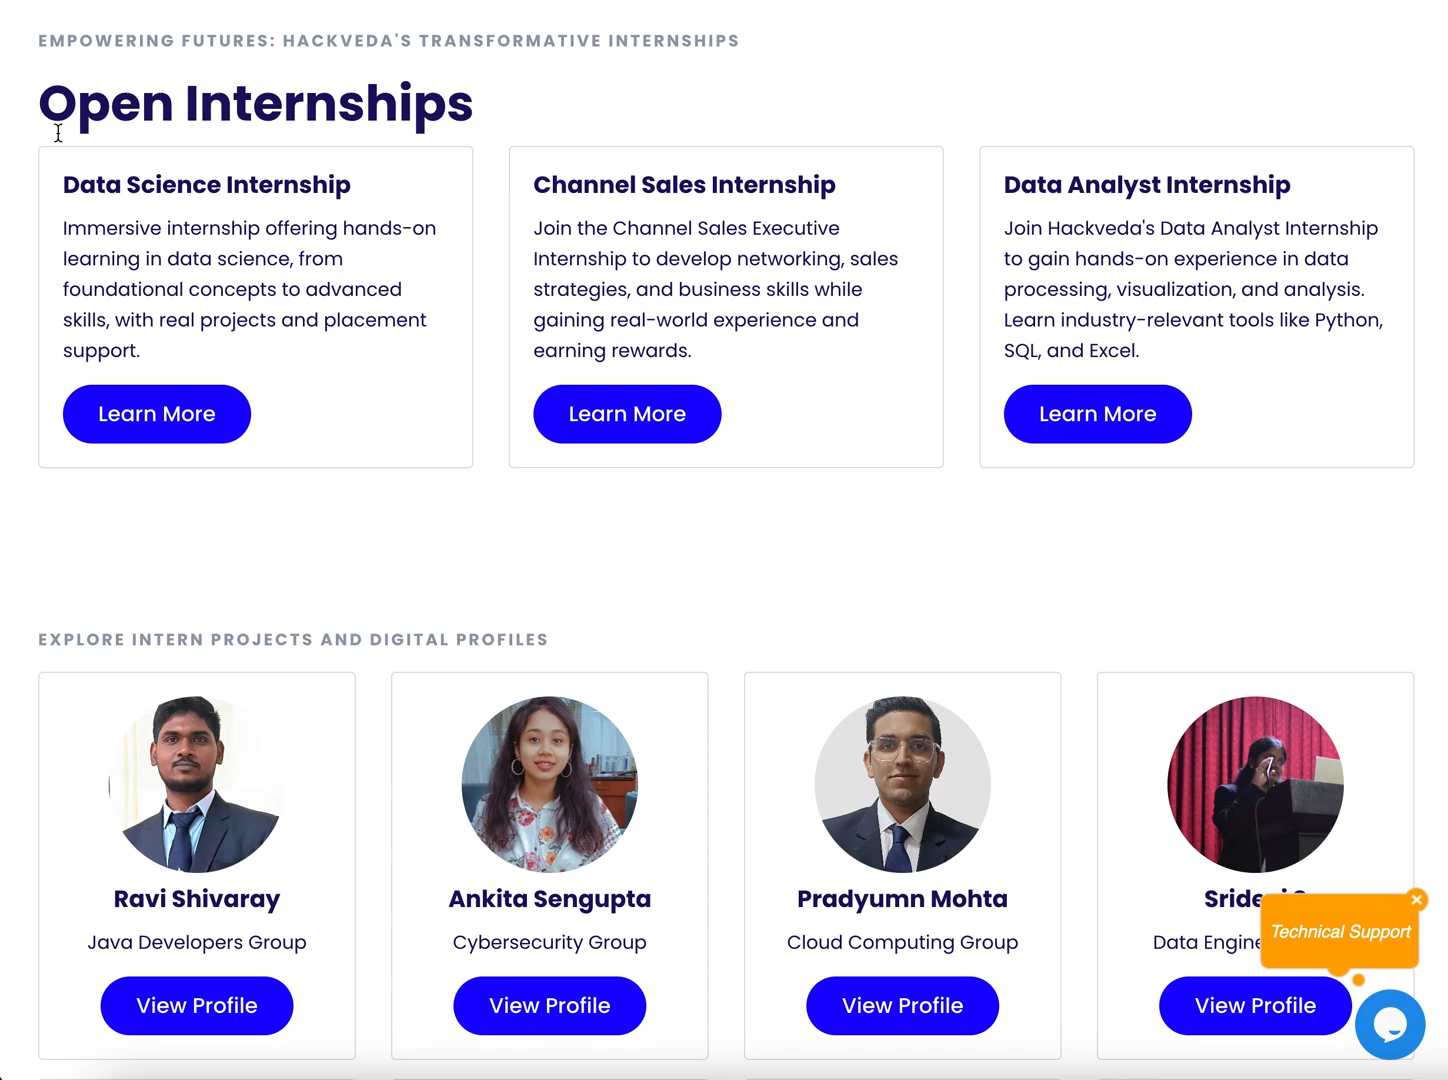 EMPOWERING FUTURES: HACKVEDA'S TRANSFORMATIVE INTERNSHIPS
Open Internships
Data Science Internship
Immersive internship offering hands-on
learning in data science, from
foundational concepts to advanced
skills, with real projects and placement
support.
Learn More
Channel Sales Internship
Join the Channel Sales Executive
Internship to develop networking, sales
strategies, and business skills while
gaining real-world experience and
earning rewards.
Learn More
Data Analyst Internship
Join Hackveda's Data Analyst Internship
to gain hands-on experience in data
processing, visualization, and analysis.
Learn industry-relevant tools like Python,
SQL, and Excel.
Learn More
EXPLORE INTERN PROJECTS AND DIGITAL PROFILES
Ravi Shivaray
Java Developers Group
View Profile
Ankita Sengupta
Cybersecurity Group
View Profile
Pradyumn Mohta
Cloud Computing Group
View Profile
Data
View Profile
Technical Support